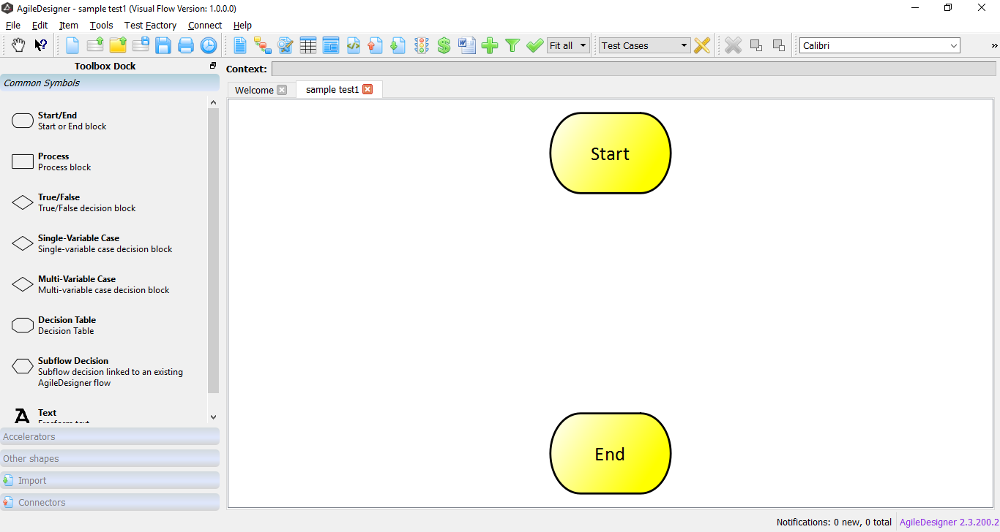 AgileDesigner - sample test1 (Visual Flow Version: 1.0.0.0)
File Edit Item Tools Test Factory Connect Help
Fit all Test Cases Calibri
Toolbox Dock
Common Symbols
Start/End
Start or End block
Process
Process block
True/False
True/False decision block
Single-Variable Case
Single-variable case decision block
Multi-Variable Case
Multi-variable case decision block
Decision Table
Decision Table
Subflow Decision
Subflow decision linked to an existing
AgileDesigner flow
Text
Freeform text
Accelerators
Other shapes
Import
Connectors
Context:
Welcome sample test1
Start
End
Notifications: 0 new, 0 total AgileDesigner 2.3.200.2